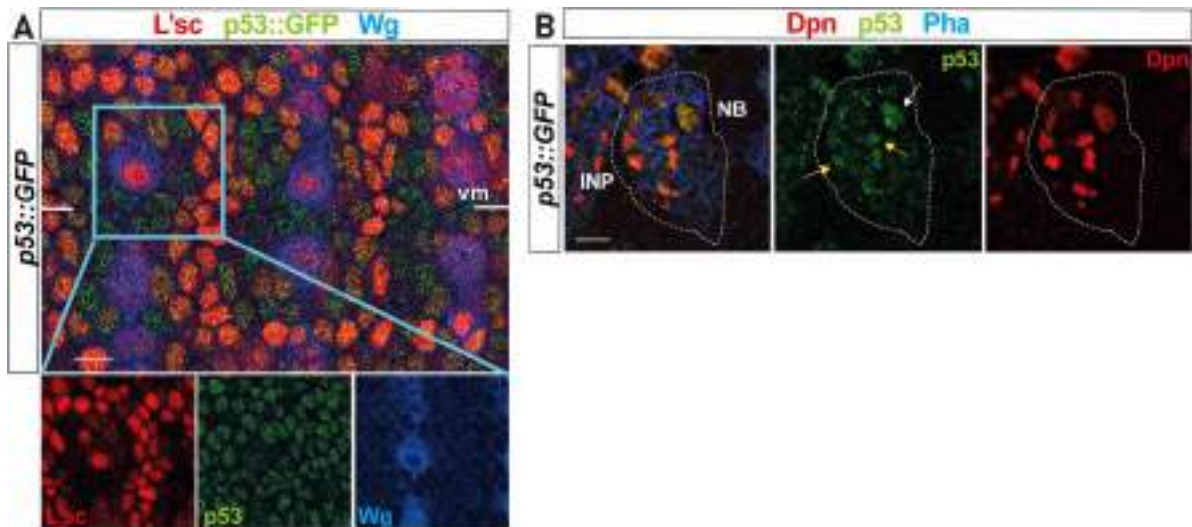 A
L'sc p53::GFP Wg
p53::GFP
vm
L'sc
p53
Wg
B
Dpn p53 Pha
p53::GFP
NB
INP
p53
Dpn